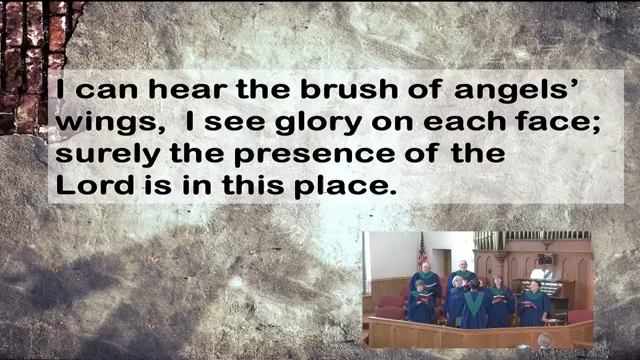 I can hear the brush of angels’
wings, I see glory on each face;
surely the presence of the
Lord is in this place.